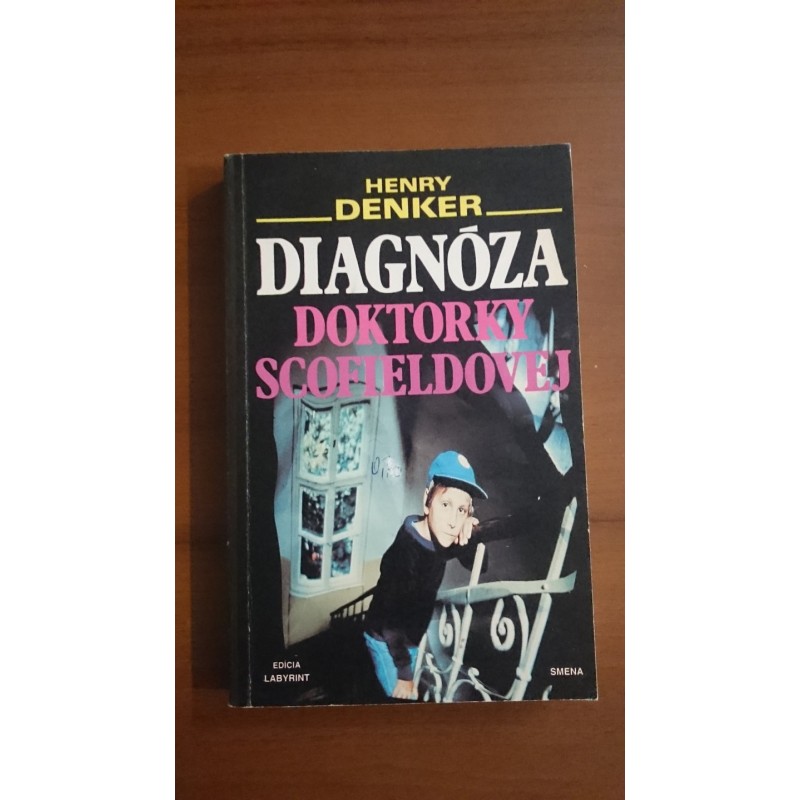 HENRY
DENKER
DIAGNÓZA
DOKTORKY
SCOFIELDOVEJ
EDÍCIA
LABYRINT
SMENA